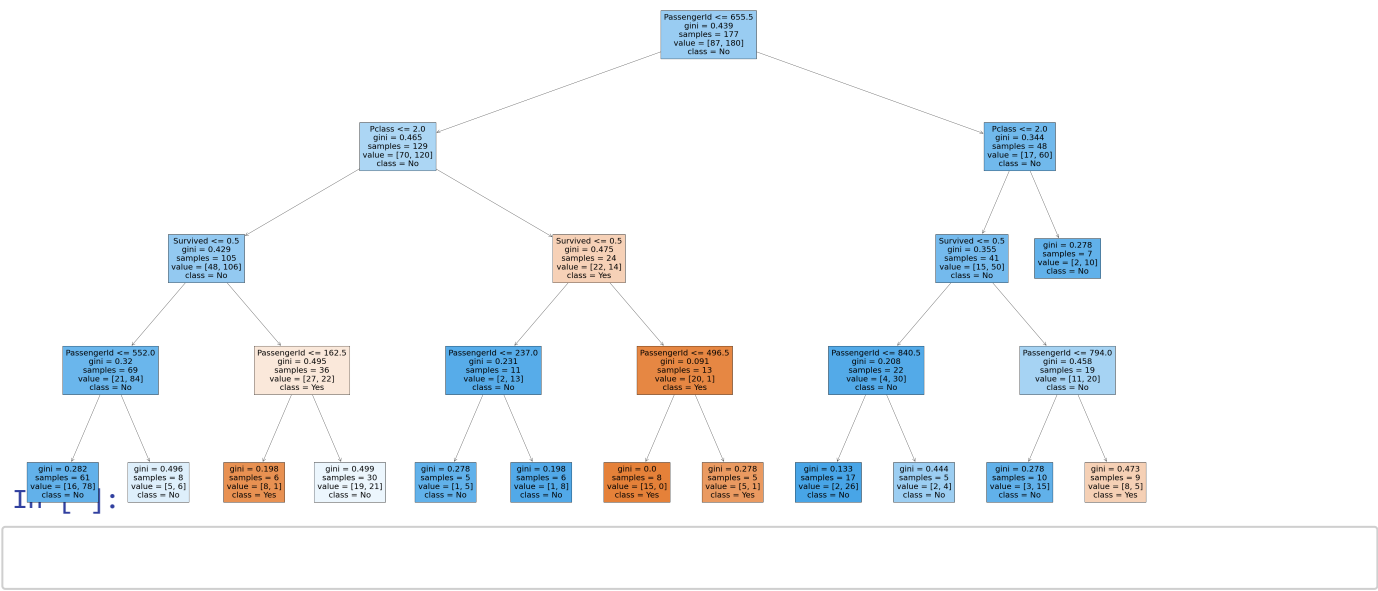 PassengerId <= 655.5
gini = 0.439
samples = 177
value = [87, 180]
class = No
Pclass <= 2.0
gini = 0.465
samples = 129
value = [70, 120]
class = No
Pclass <= 2.0
gini = 0.344
samples = 48
value = [17, 60]
class = No
Survived <= 0.5
gini = 0.429
samples = 105
value = [48, 106]
class = No
Survived <= 0.5
gini = 0.475
samples = 24
value = [22, 14]
class = Yes
Survived <= 0.5
gini = 0.355
samples = 41
value = [15, 50]
class = No
gini = 0.278
samples = 7
value = [2, 10]
class = No
PassengerId <= 552.0
gini = 0.32
samples = 69
value = [21, 84]
class = No
PassengerId <= 162.5
gini = 0.495
samples = 36
value = [27, 22]
class = Yes
PassengerId <= 237.0
gini = 0.231
samples = 11
value = [2, 13]
class = No
PassengerId <= 496.5
gini = 0.091
samples = 13
value = [20, 1]
class = Yes
PassengerId <= 840.5
gini = 0.208
samples = 22
value = [4, 30]
class = No
PassengerId <= 794.0
gini = 0.458
samples = 19
value = [11, 20]
class = No
gini = 0.282
samples = 61
value = [16, 78]
class = No
gini = 0.496
samples = 8
value = [5, 6]
class = No
gini = 0.198
samples = 6
value = [8, 1]
class = Yes
gini = 0.499
samples = 30
value = [19, 21]
class = No
gini = 0.278
samples = 5
value = [1, 5]
class = No
gini = 0.198
samples = 6
value = [1, 8]
class = No
gini = 0.0
samples = 8
value = [15, 0]
class = Yes
gini = 0.278
samples = 5
value = [5, 1]
class = Yes
gini = 0.133
samples = 17
value = [2, 26]
class = No
gini = 0.444
samples = 5
value = [2, 4]
class = No
gini = 0.278
samples = 10
value = [3, 15]
class = No
gini = 0.473
samples = 9
value = [8, 5]
class = Yes
In [ ]: